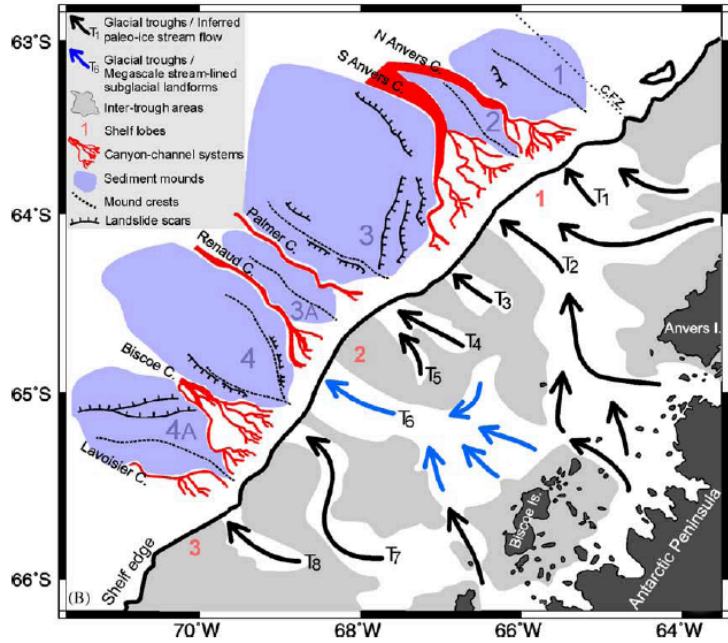 T1 Glacial troughs / Inferred
paleo-ice stream flow
T6 Glacial troughs /
Megascale stream-lined
subglacial landforms
Inter-trough areas
1 Shelf lobes
Canyon-channel systems
Sediment mounds
Mound crests
Landslide scars
63°S
64°S
65°S
66°S
N Anvers C.
S Anvers C.
C.F.Z.
1
2
3
3A
4
4A
Palmer C.
Renaud C.
Biscoe C.
Lavoisier C.
1
2
3
T1
T2
T3
T4
T5
T6
T7
T8
Anvers I.
Biscoe Is.
Antarctic Peninsula
Shelf edge
(B)
70°W
68°W
66°W
64°W